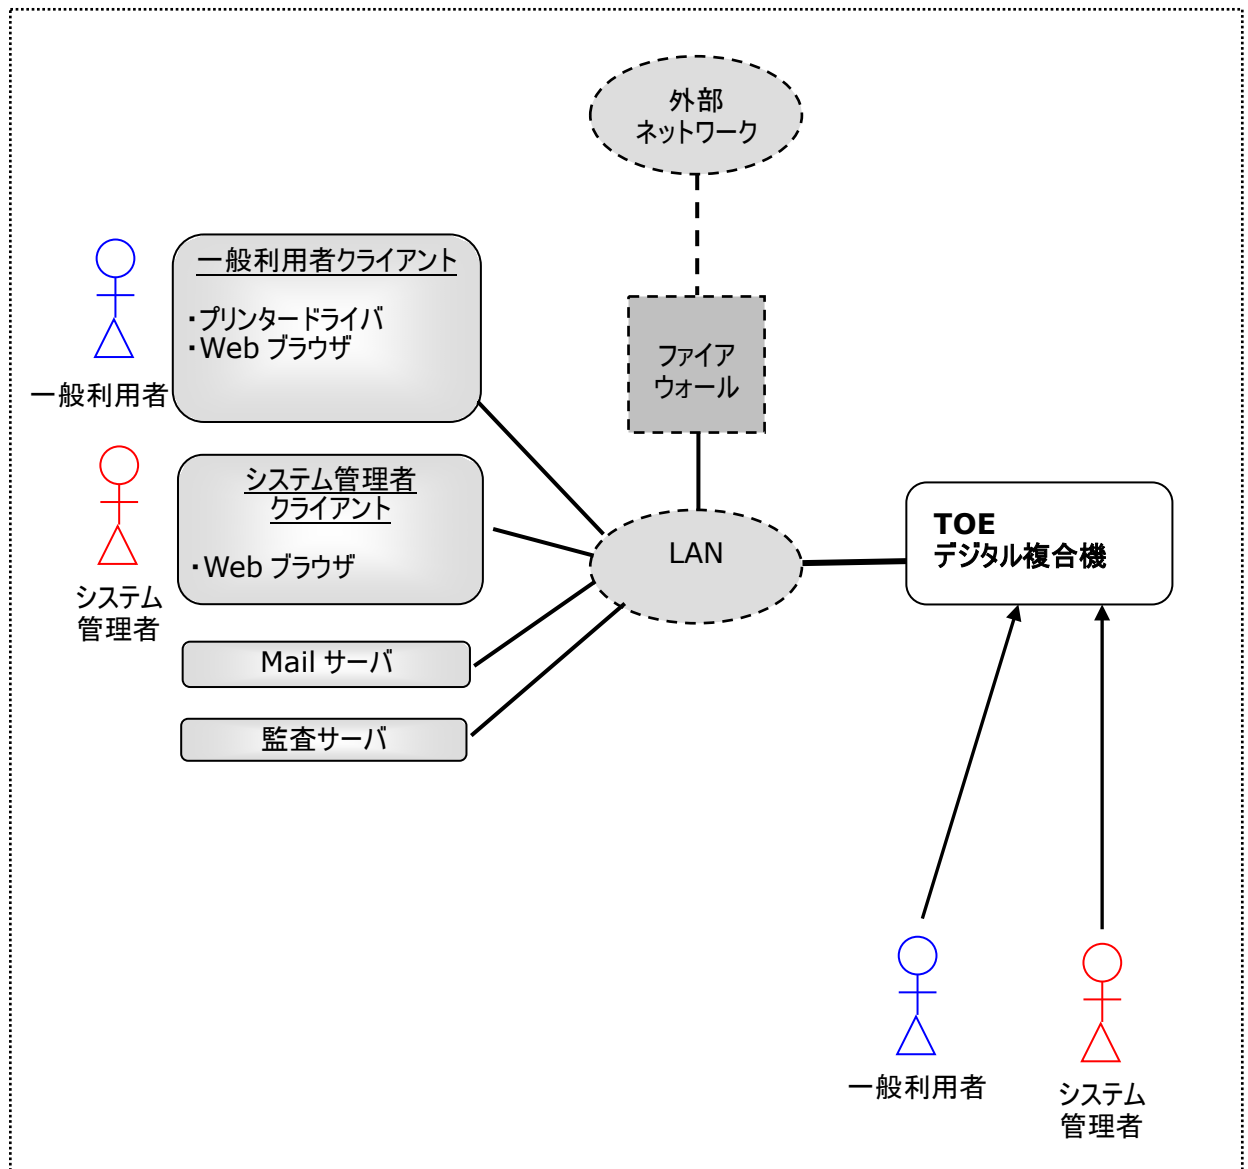 外部
ネットワーク
一般利用者クライアント
・プリンタードライバ
・Web ブラウザ
一般利用者
ファイア
ウォール
システム管理者
クライアント
・Web ブラウザ
システム
管理者
LAN
TOE
デジタル複合機
Mail サーバ
監査サーバ
一般利用者
システム
管理者